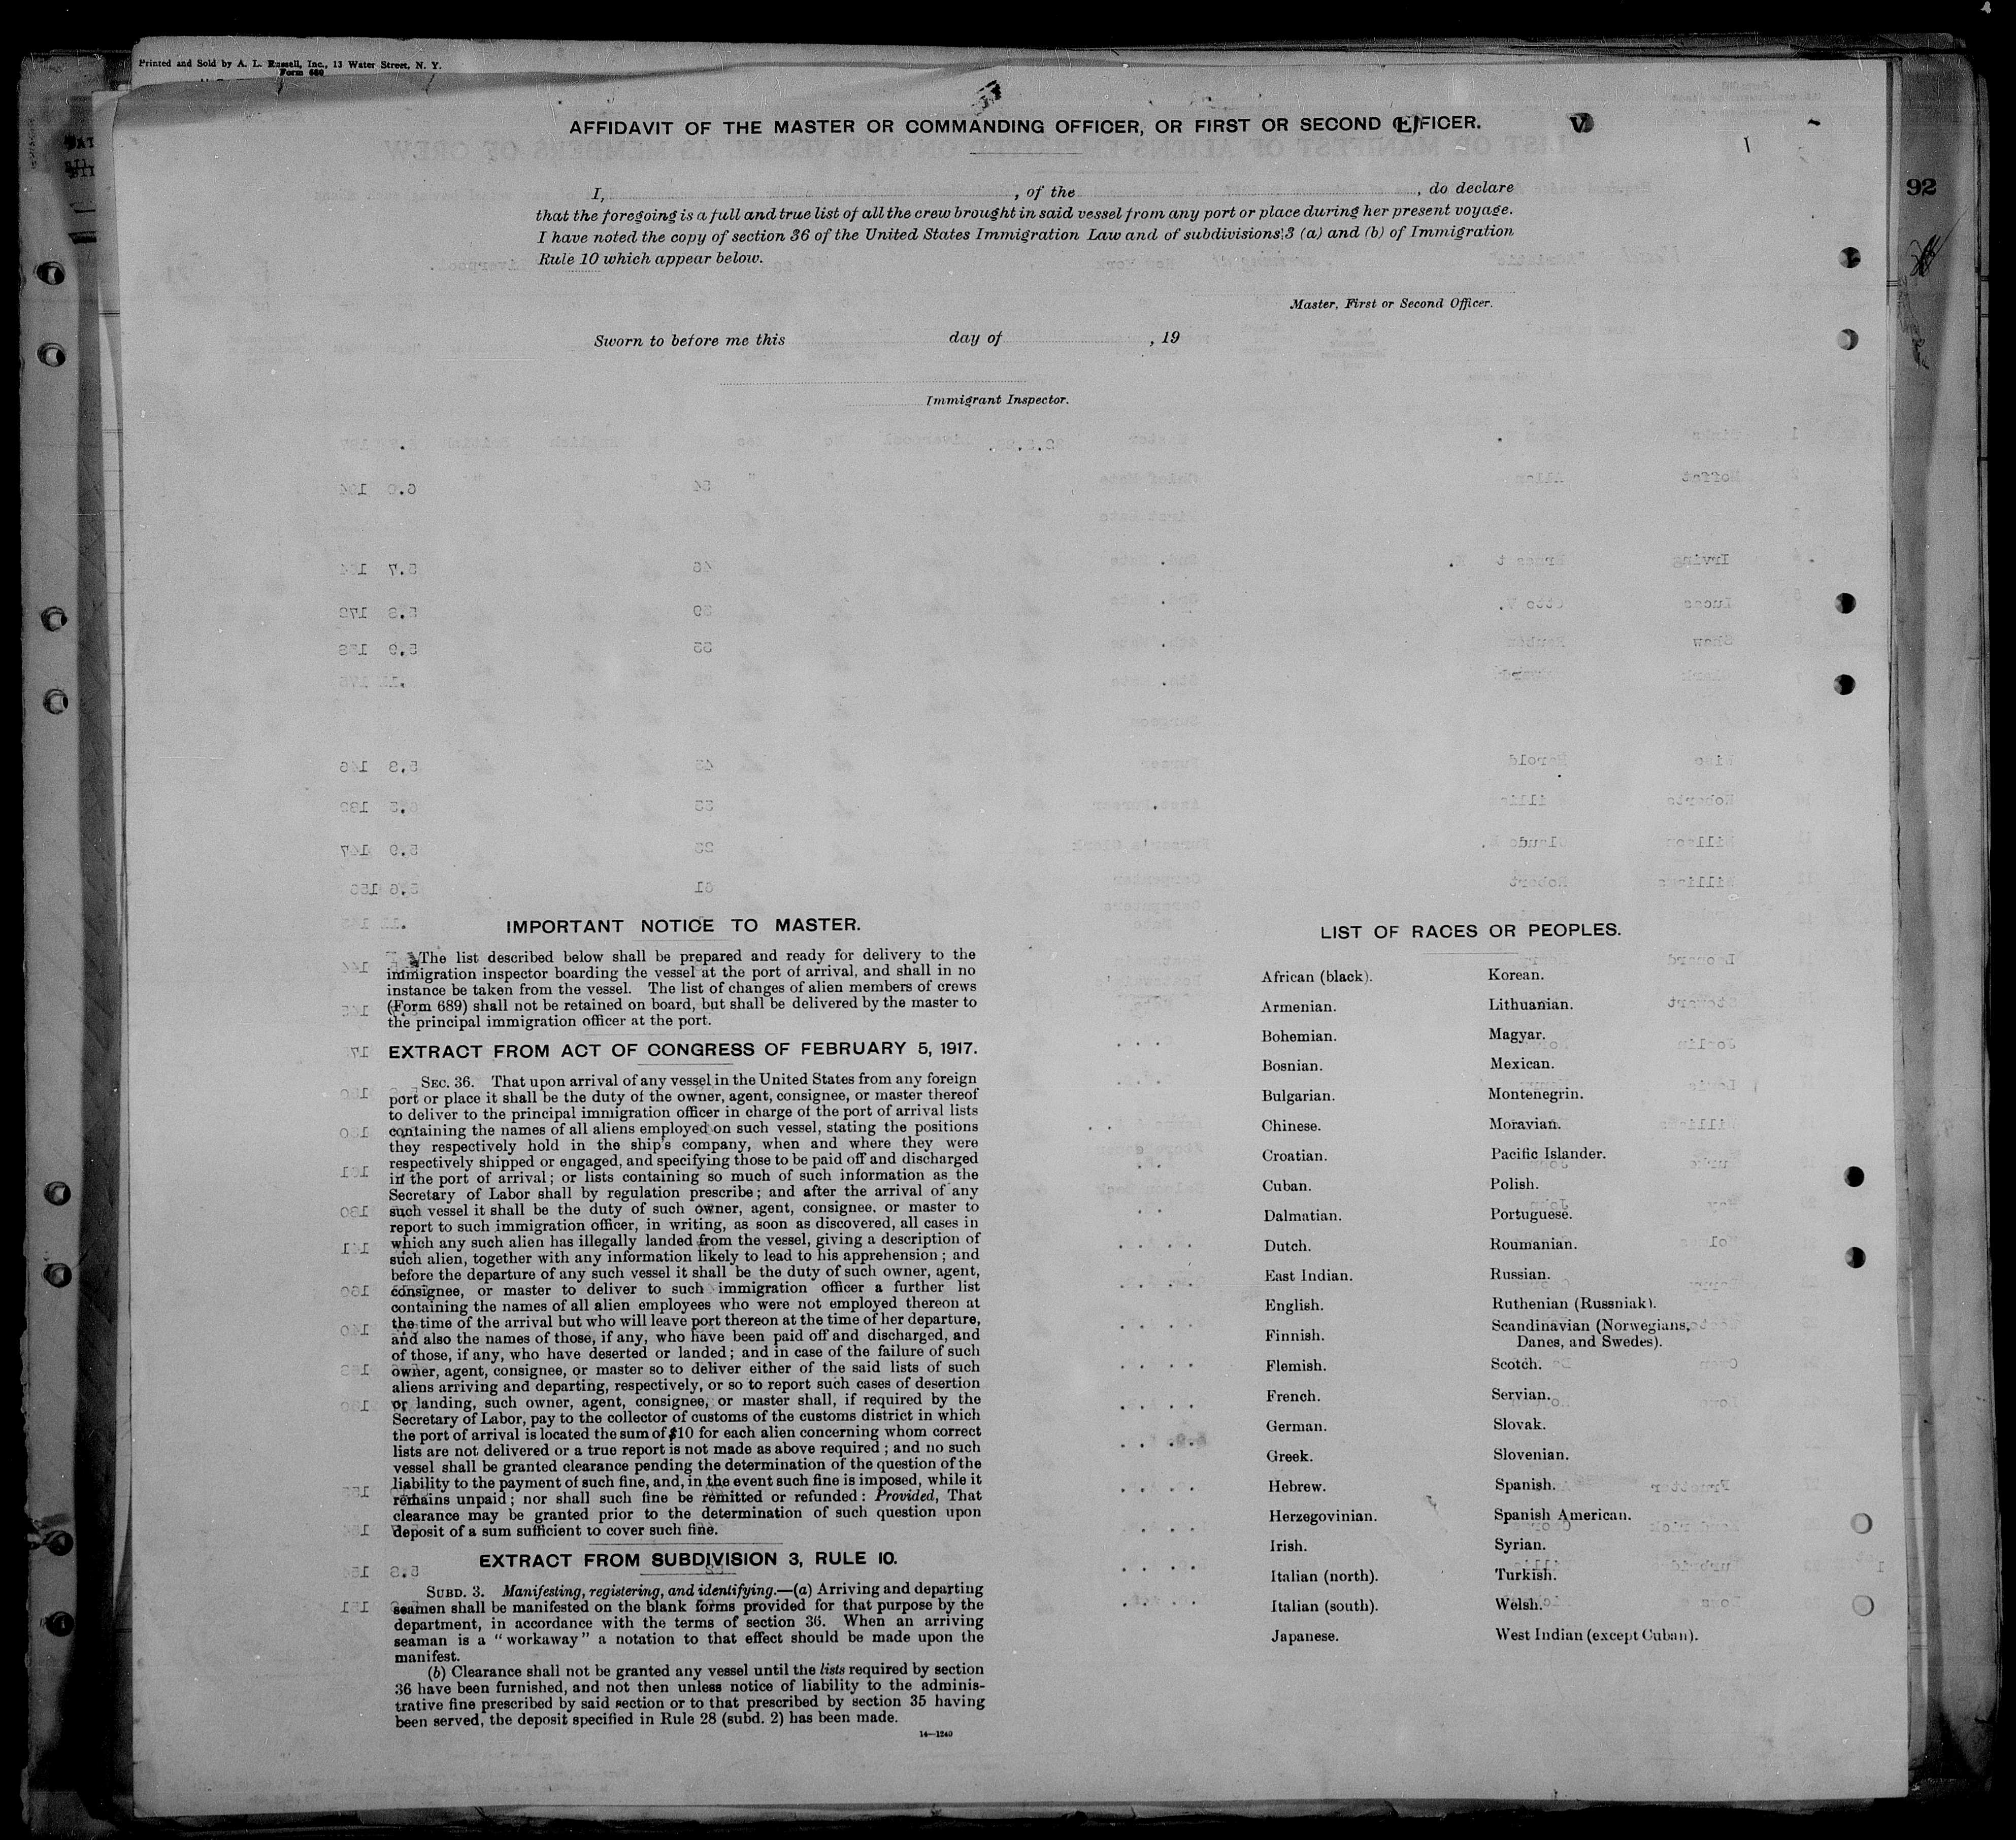 Printed and Sold by A. L. Russell, Inc., 13 Water Street, N. Y.
Form 680
AFFIDAVIT OF THE MASTER OR COMMANDING OFFICER, OR FIRST OR SECOND OFFICER.
92
I, , of the , do declare
that the foregoing is a full and true list of all the crew brought in said vessel from any port or place during her present voyage.
I have noted the copy of section 36 of the United States Immigration Law and of subdivisions 3 (a) and (b) of Immigration
Rule 10 which appear below.
Master, First or Second Officer.
Sworn to before me this day of , 19
Immigrant Inspector.
IMPORTANT NOTICE TO MASTER.
The list described below shall be prepared and ready for delivery to the
immigration inspector boarding the vessel at the port of arrival, and shall in no
instance be taken from the vessel. The list of changes of alien members of crews
(Form 689) shall not be retained on board, but shall be delivered by the master to
the principal immigration officer at the port.
EXTRACT FROM ACT OF CONGRESS OF FEBRUARY 5, 1917.
SEC. 36. That upon arrival of any vessel in the United States from any foreign
port or place it shall be the duty of the owner, agent, consignee, or master thereof
to deliver to the principal immigration officer in charge of the port of arrival lists
containing the names of all aliens employed on such vessel, stating the positions
they respectively hold in the ship's company, when and where they were
respectively shipped or engaged, and specifying those to be paid off and discharged
in the port of arrival; or lists containing so much of such information as the
Secretary of Labor shall by regulation prescribe; and after the arrival of any
such vessel it shall be the duty of such owner, agent, consignee. or master to
report to such immigration officer, in writing, as soon as discovered, all cases in
which any such alien has illegally landed from the vessel, giving a description of
such alien, together with any information likely to lead to his apprehension; and
before the departure of any such vessel it shall be the duty of such owner, agent,
consignee, or master to deliver to such immigration officer a further list
containing the names of all alien employees who were not employed thereon at
the time of the arrival but who will leave port thereon at the time of her departure,
and also the names of those, if any, who have been paid off and discharged, and
of those, if any, who have deserted or landed; and in case of the failure of such
owner, agent, consignee, or master so to deliver either of the said lists of such
aliens arriving and departing, respectively, or so to report such cases of desertion
or landing, such owner, agent, consignee, or master shall, if required by the
Secretary of Labor, pay to the collector of customs of the customs district in which
the port of arrival is located the sum of $10 for each alien concerning whom correct
lists are not delivered or a true report is not made as above required; and no such
vessel shall be granted clearance pending the determination of the question of the
liability to the payment of such fine, and, in the event such fine is imposed, while it
remains unpaid; nor shall such fine be remitted or refunded: Provided, That
clearance may be granted prior to the determination of such question upon
deposit of a sum sufficient to cover such fine.
EXTRACT FROM SUBDIVISION 3, RULE 10.
SUBD. 3. Manifesting, registering, and identifying.—(a) Arriving and departing
seamen shall be manifested on the blank forms provided for that purpose by the
department, in accordance with the terms of section 36. When an arriving
seaman is a "workaway" a notation to that effect should be made upon the
manifest.
(b) Clearance shall not be granted any vessel until the lists required by section
36 have been furnished, and not then unless notice of liability to the adminis-
trative fine prescribed by said section or to that prescribed by section 35 having
been served, the deposit specified in Rule 28 (subd. 2) has been made.
14—1240
LIST OF RACES OR PEOPLES.
African (black).
Armenian.
Bohemian.
Bosnian.
Bulgarian.
Chinese.
Croatian.
Cuban.
Dalmatian.
Dutch.
East Indian.
English.
Finnish.
Flemish.
French.
German.
Greek.
Hebrew.
Herzegovinian.
Irish.
Italian (north).
Italian (south).
Japanese.
Korean.
Lithuanian.
Magyar.
Mexican.
Montenegrin.
Moravian.
Pacific Islander.
Polish.
Portuguese.
Roumanian.
Russian.
Ruthenian (Russniak).
Scandinavian (Norwegians,
Danes, and Swedes).
Scotch.
Servian.
Slovak.
Slovenian.
Spanish.
Spanish American.
Syrian.
Turkish.
Welsh.
West Indian (except Cuban).